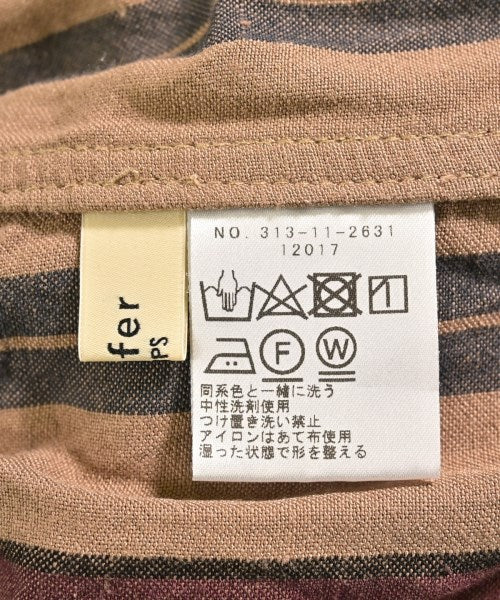 NO. 313-11-2631
12017
F
W
同系色と一緒に洗う
中性洗剤使用
つけ置き洗い禁止
アイロンはあて布使用
湿った状態で形を整える
fer
PS